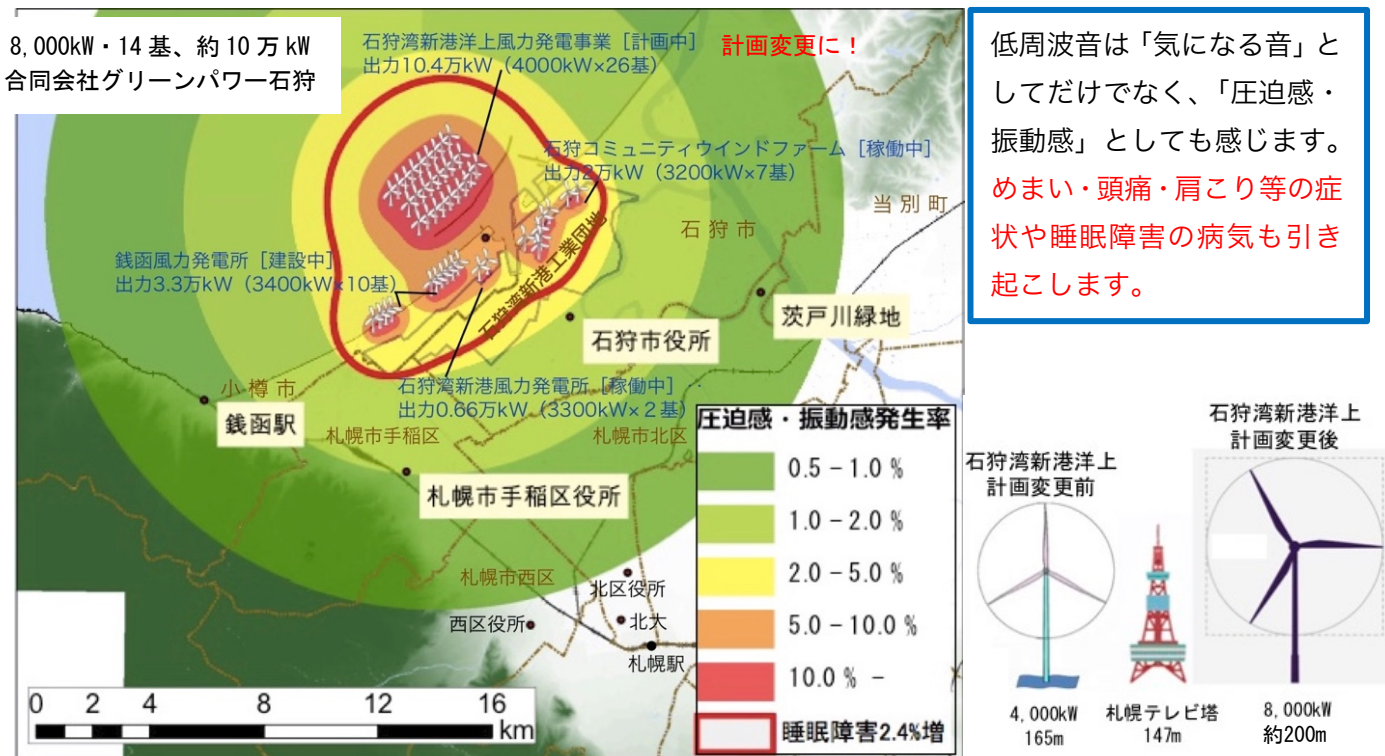 8,000kW・14基、約10万kW
合同会社グリーンパワー石狩
石狩湾新港洋上風力発電事業［計画中］
出力10.4万kW（4000kW×26基）
計画変更に！
石狩コミュニティウインドファーム［稼働中］
出力2万kW（3200kW×7基）
当別町
石狩市
銭函風力発電所［建設中］
出力3.3万kW（3400kW×10基）
石狩湾新港工業団地
茨戸川緑地
石狩市役所
石狩湾新港風力発電所［稼働中］
出力0.66万kW（3300kW×2基）
小樽市
銭函駅
札幌市手稲区
札幌市北区
札幌市手稲区役所
札幌市西区
北区役所
西区役所
北大
札幌駅
0 2 4 8 12 16
km
圧迫感・振動感発生率
0.5－1.0 %
1.0－2.0 %
2.0－5.0 %
5.0－10.0 %
10.0 % －
睡眠障害2.4%増
低周波音は「気になる音」と
してだけでなく、「圧迫感・
振動感」としても感じます。
めまい・頭痛・肩こり等の症
状や睡眠障害の病気も引き
起こします。
石狩湾新港洋上
計画変更前
4,000kW
165m
札幌テレビ塔
147m
石狩湾新港洋上
計画変更後
8,000kW
約200m